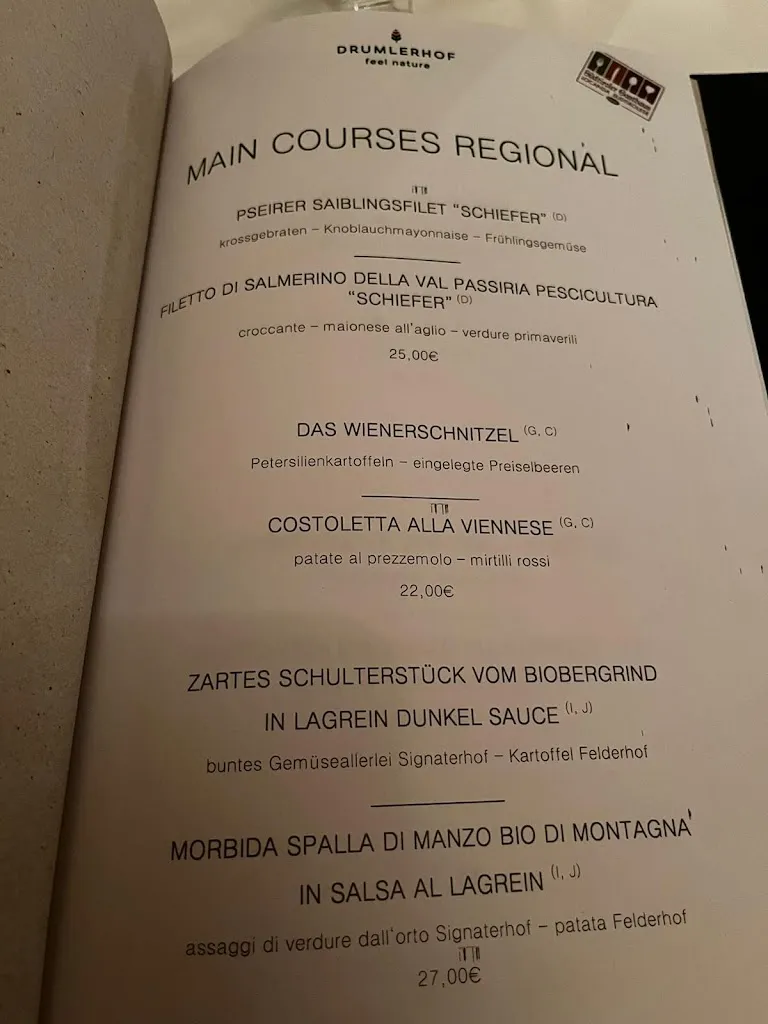 DRUMLERHOF
feel nature
Südtiroler Gasthaus
MAIN COURSES REGIONAL
PSEIRER SAIBLINGSFILET "SCHIEFER" (D)
krossgebraten – Knoblauchmayonnaise – Frühlingsgemüse
FILETTO DI SALMERINO DELLA VAL PASSIRIA PESCICULTURA
"SCHIEFER" (D)
croccante – maionese all'aglio – verdure primaverili
25,00€
DAS WIENERSCHNITZEL (G, C)
Petersilienkartoffeln – eingelegte Preiselbeeren
COSTOLETTA ALLA VIENNESE (G, C)
patate al prezzemolo – mirtilli rossi
22,00€
ZARTES SCHULTERSTÜCK VOM BIOBERGRIND
IN LAGREIN DUNKEL SAUCE (I, J)
buntes Gemüseallerlei Signaterhof – Kartoffel Felderhof
MORBIDA SPALLA DI MANZO BIO DI MONTAGNA
IN SALSA AL LAGREIN (I, J)
assaggi di verdure dall'orto Signaterhof – patata Felderhof
27,00€